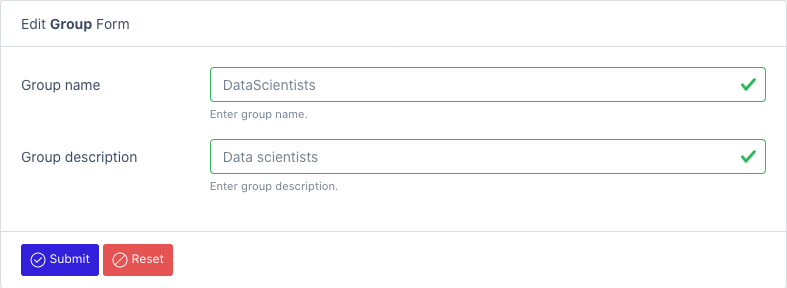 Edit Group Form
Group name
DataScientists
Enter group name.
Group description
Data scientists
Enter group description.
Submit Reset